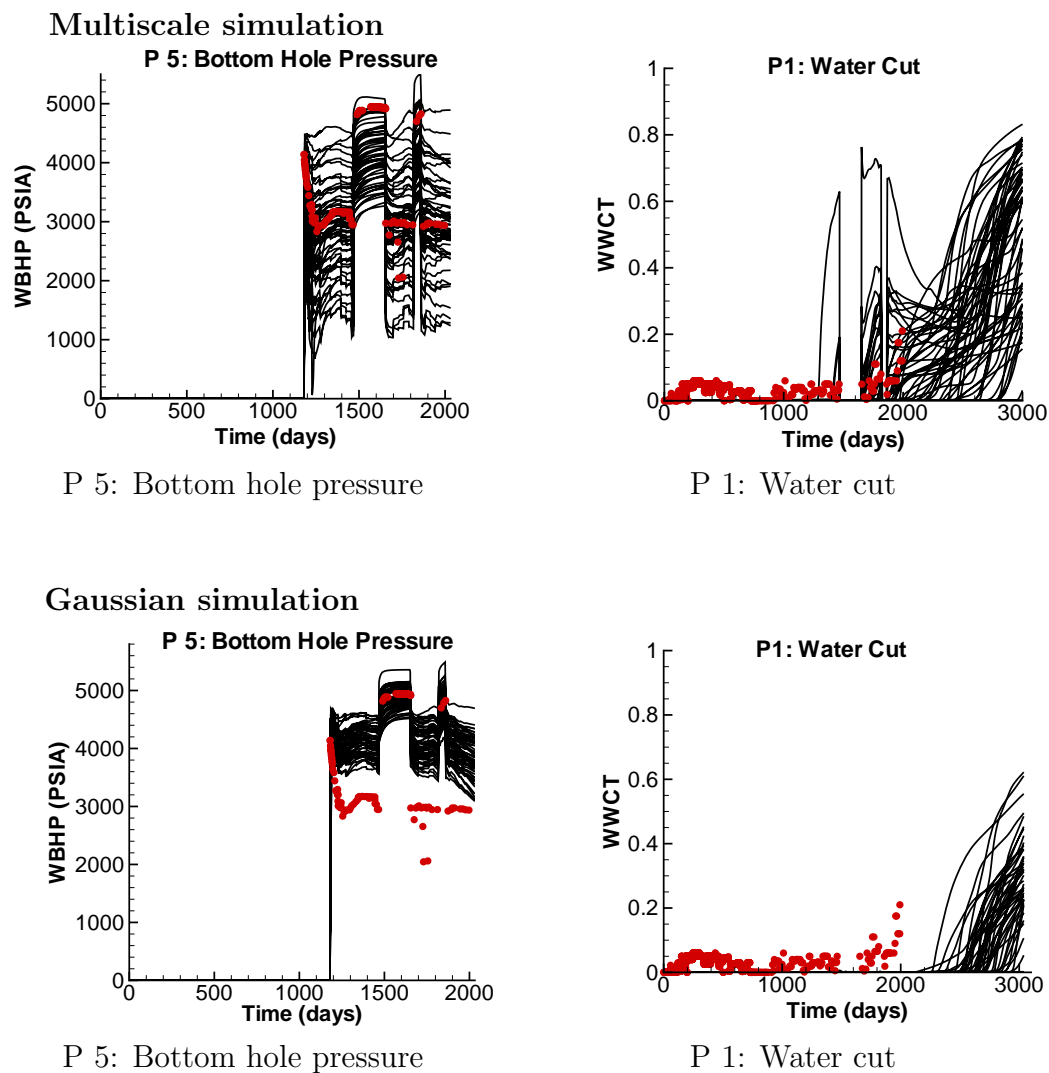 Multiscale simulation
P 5: Bottom Hole Pressure
WBHP (PSIA)
5000
4000
3000
2000
1000
0
0 500 1000 1500 2000
Time (days)
P 5: Bottom hole pressure
P1: Water Cut
WWCT
1
0.8
0.6
0.4
0.2
0
0 1000 2000 3000
Time (days)
P 1: Water cut
Gaussian simulation
P 5: Bottom Hole Pressure
WBHP (PSIA)
5000
4000
3000
2000
1000
0
0 500 1000 1500 2000
Time (days)
P 5: Bottom hole pressure
P1: Water Cut
WWCT
1
0.8
0.6
0.4
0.2
0
0 1000 2000 3000
Time (days)
P 1: Water cut